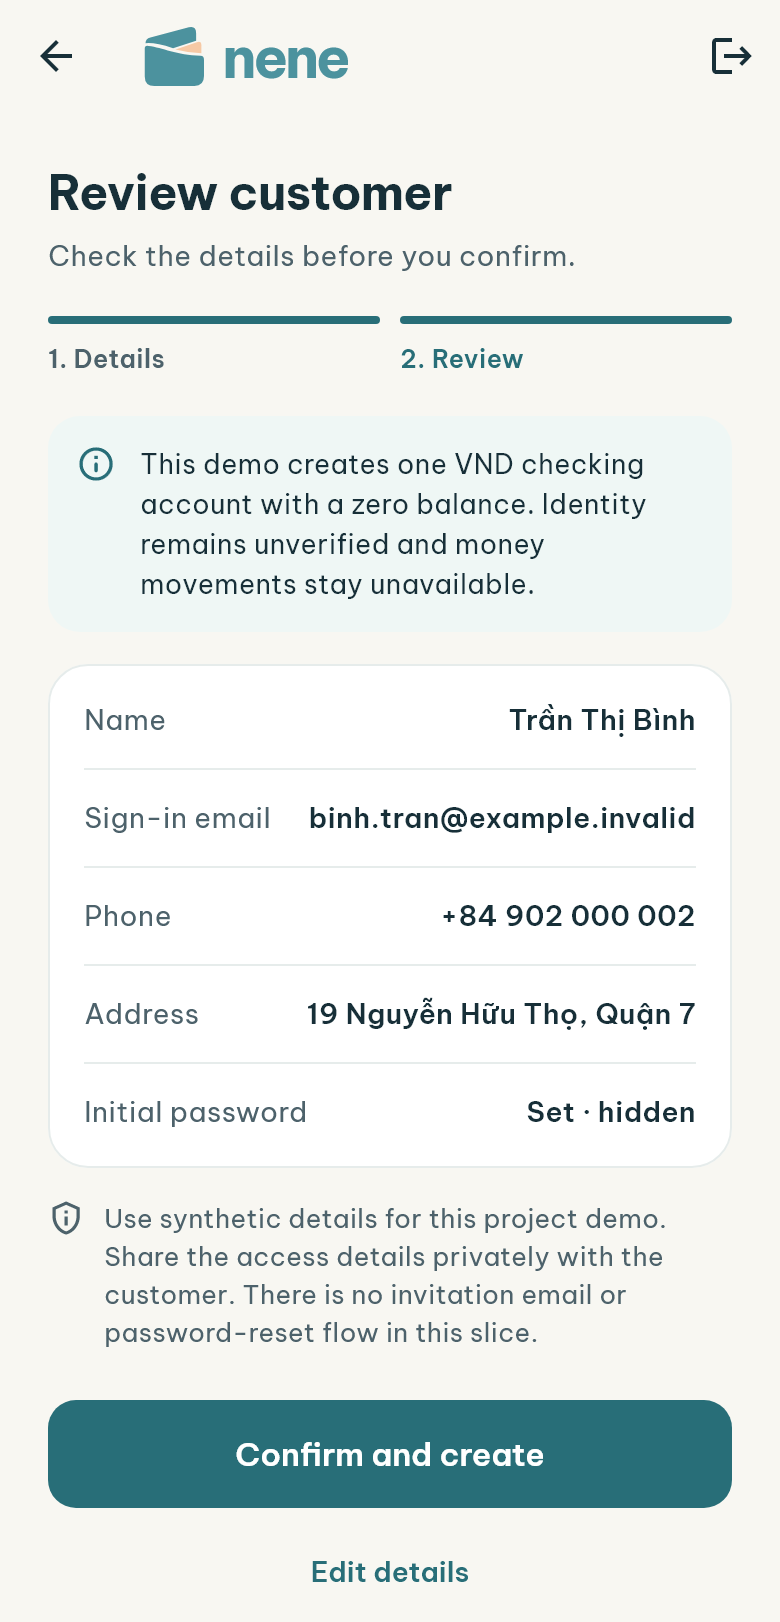 nene
Review customer
Check the details before you confirm.
1. Details
2. Review
This demo creates one VND checking
account with a zero balance. Identity
remains unverified and money
movements stay unavailable.
Name Trần Thị Bình
Sign-in email binh.tran@example.invalid
Phone +84 902 000 002
Address 19 Nguyễn Hữu Thọ, Quận 7
Initial password Set · hidden
Use synthetic details for this project demo.
Share the access details privately with the
customer. There is no invitation email or
password-reset flow in this slice.
Confirm and create
Edit details